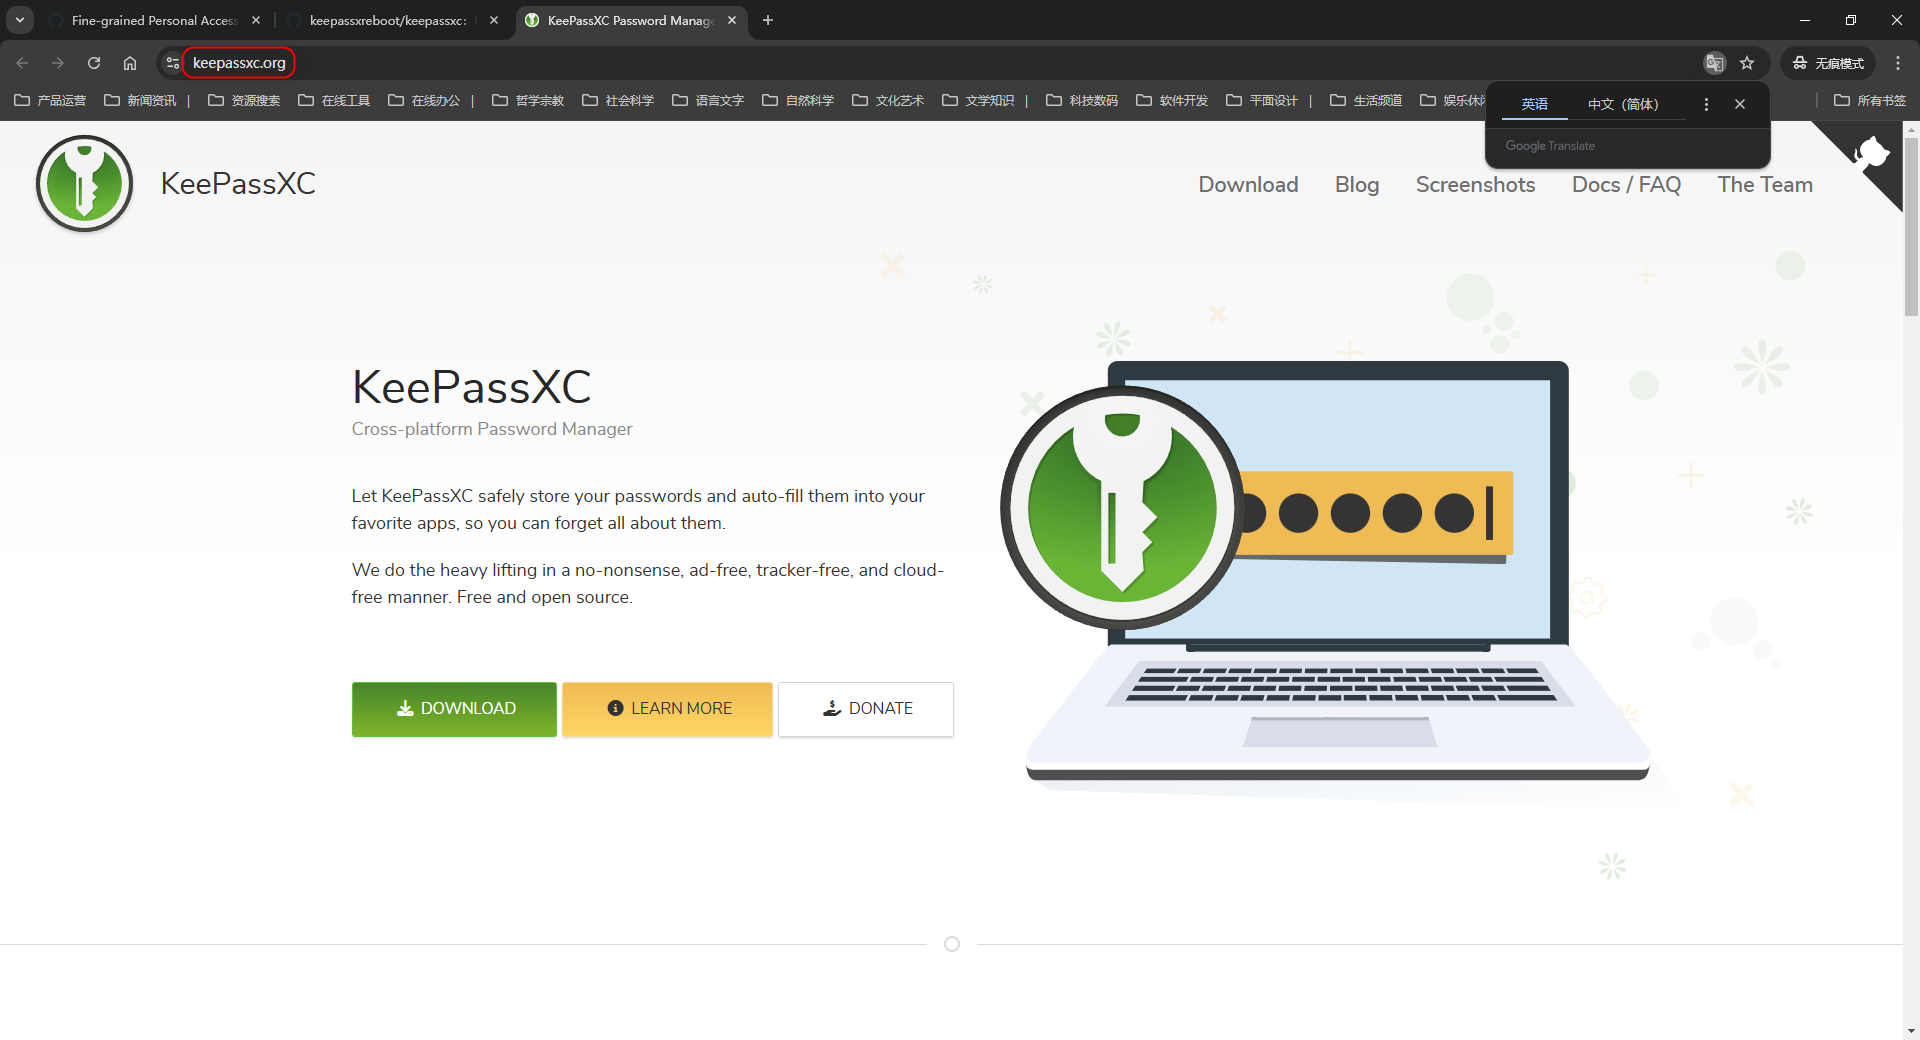 Fine-grained Personal Access
keepassxreboot/keepassxc:
KeePassXC Password Manag
keepassxc.org
无痕模式
产品运营 新闻资讯 | 资源搜索 在线工具 在线办公 | 哲学宗教 社会科学 语言文字 自然科学 文化艺术 文学知识 | 科技数码 软件开发 平面设计 | 生活频道 娱乐休闲 所有书签
英语 中文（简体）
Google Translate
KeePassXC
Download Blog Screenshots Docs / FAQ The Team
KeePassXC
Cross-platform Password Manager
Let KeePassXC safely store your passwords and auto-fill them into your
favorite apps, so you can forget all about them.
We do the heavy lifting in a no-nonsense, ad-free, tracker-free, and cloud-
free manner. Free and open source.
DOWNLOAD LEARN MORE DONATE